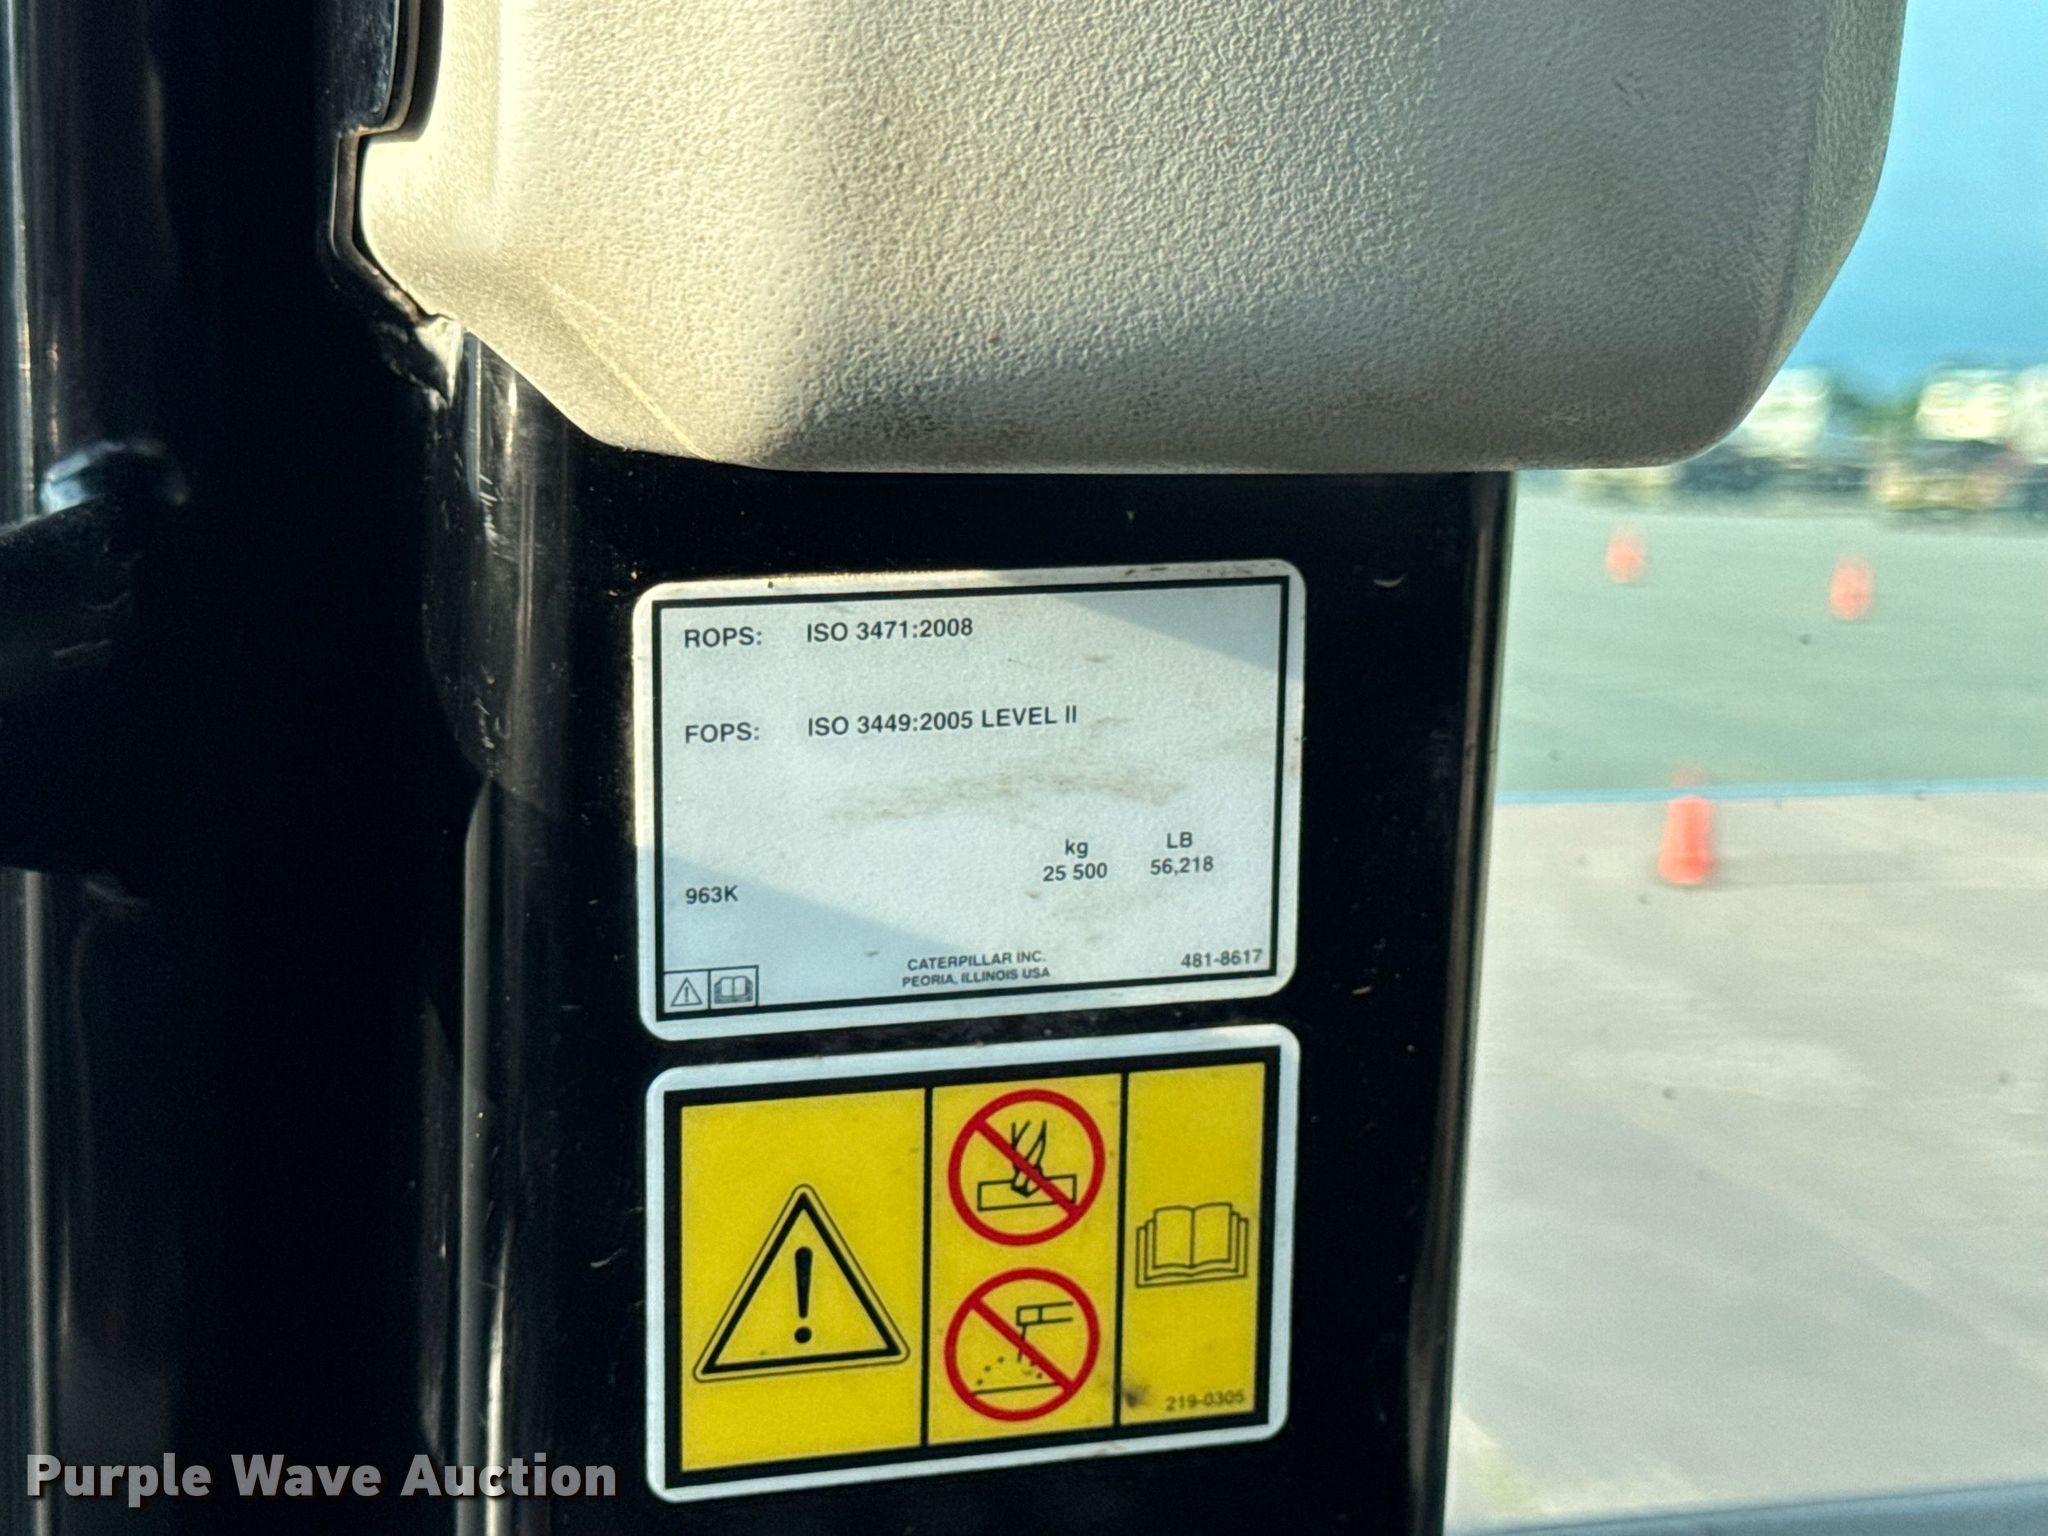 ROPS: ISO 3471:2008
FOPS: ISO 3449:2005 LEVEL II
kg LB
25 500 56,218
963K
CATERPILLAR INC.
PEORIA, ILLINOIS USA
481-8617
219-0305
Purple Wave Auction